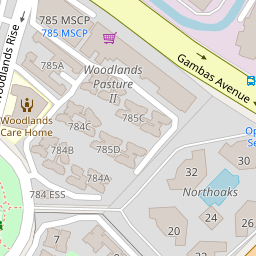 785 MSCP
785 MSCP
Woodlands Rise
785A
Woodlands
Pasture
II
Gambas Avenue
Woodlands
Care Home
784C
785C
784B
785D
784A
784 ESS
30
32
Northoaks
24
26
7